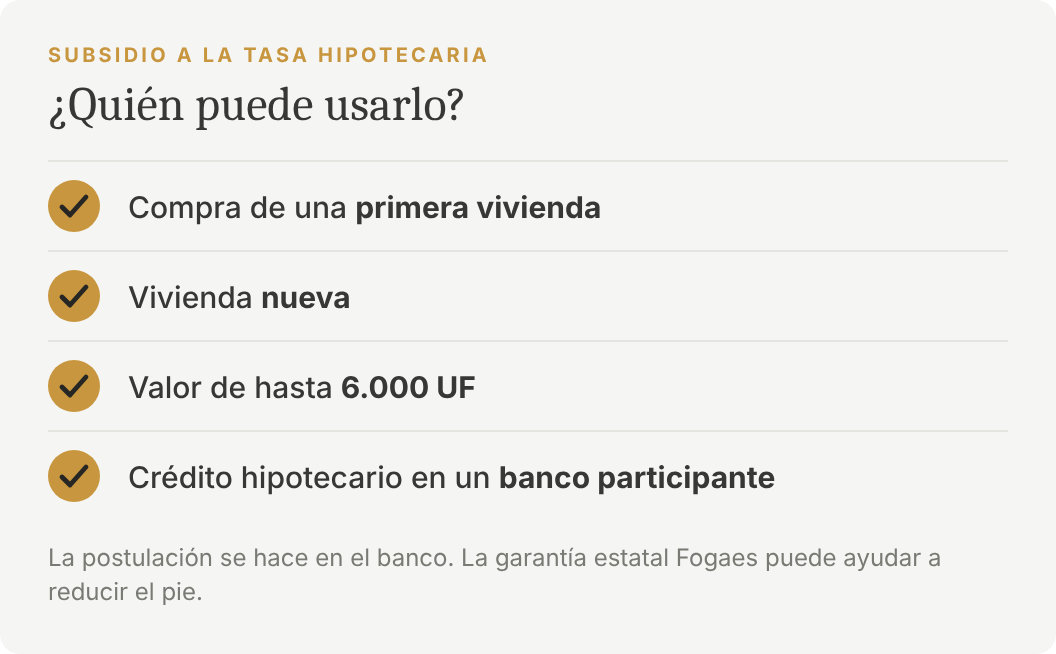 SUBSIDIO A LA TASA HIPOTECARIA
¿Quién puede usarlo?
Compra de una primera vivienda
Vivienda nueva
Valor de hasta 6.000 UF
Crédito hipotecario en un banco participante
La postulación se hace en el banco. La garantía estatal Fogaes puede ayudar a
reducir el pie.